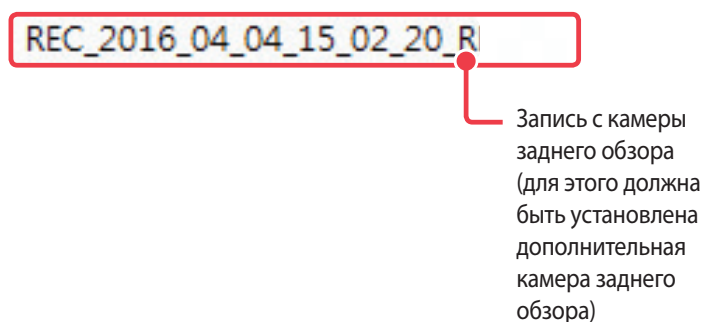 REC_2016_04_04_15_02_20_R
Запись с камеры
заднего обзора
(для этого должна
быть установлена
дополнительная
камера заднего
обзора)